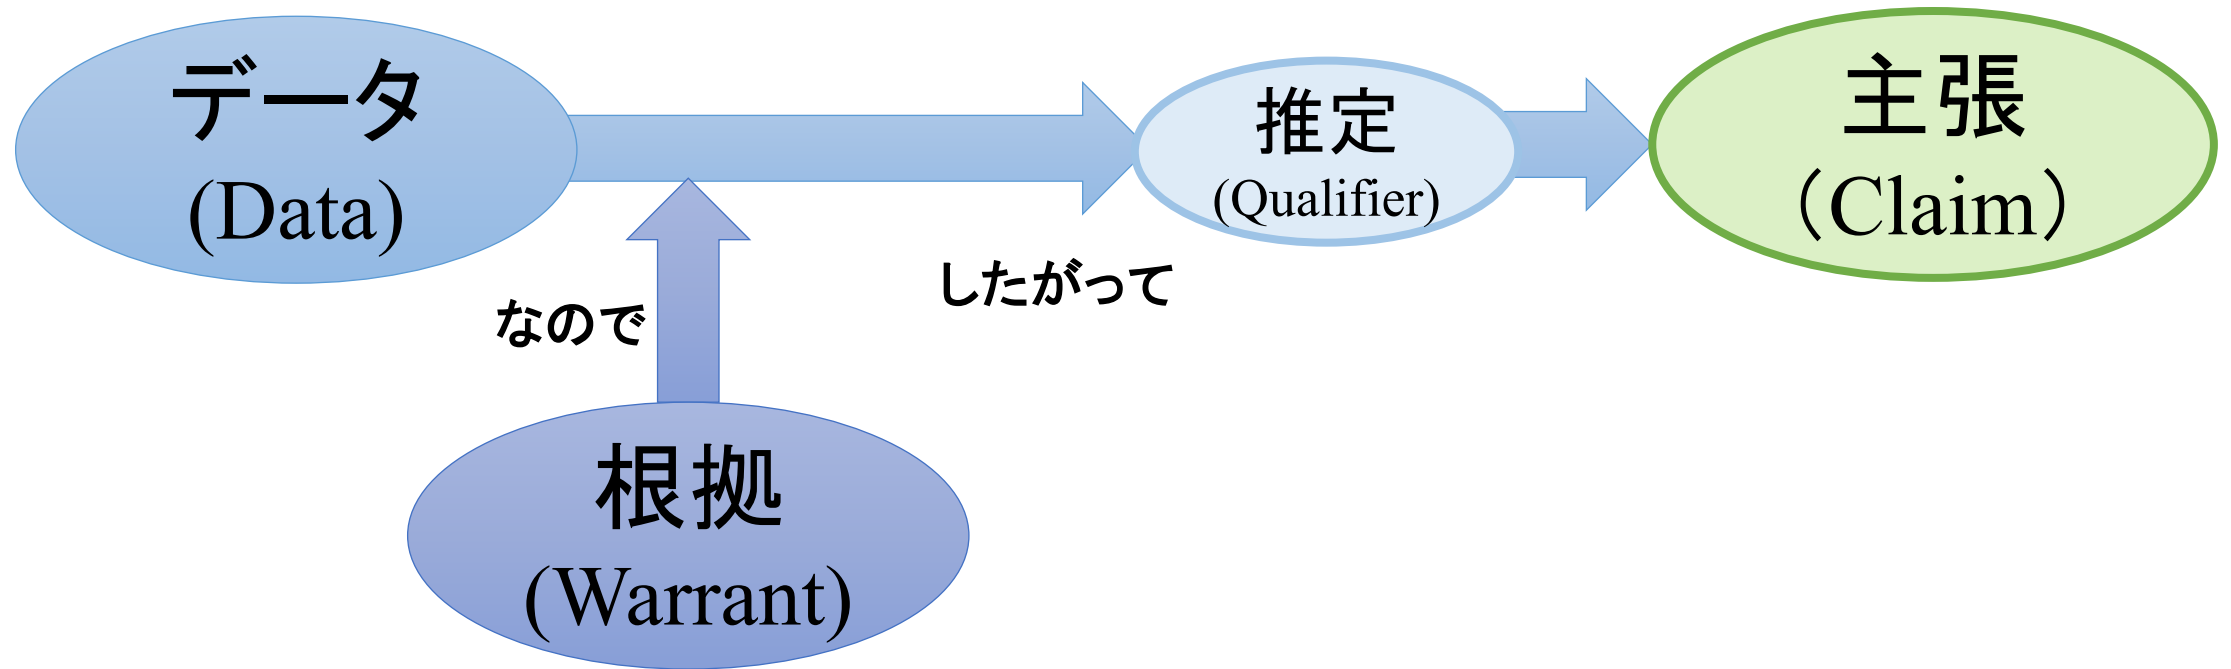 データ
(Data)
推定
(Qualifier)
主張
（Claim）
なので
したがって
根拠
(Warrant)